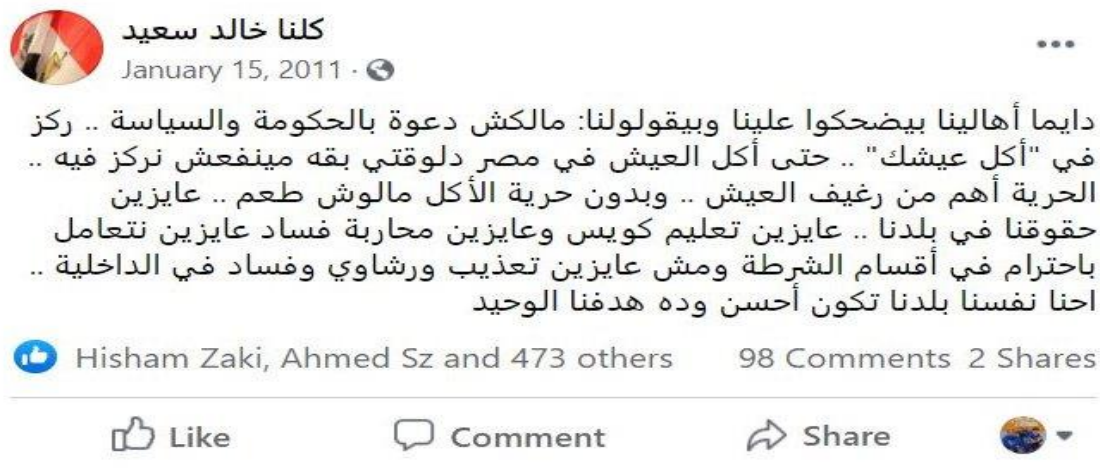 كلنا خالد سعيد
January 15, 2011 ·
دايما أهالينا بيضحكوا علينا وبيقولولنا: مالكش دعوة بالحكومة والسياسة .. ركز
في "أكل عيشك" .. حتى أكل العيش في مصر دلوقتي بقه مينفعش نركز فيه ..
الحرية أهم من رغيف العيش .. وبدون حرية الأكل مالوش طعم .. عايزين
حقوقنا في بلدنا .. عايزين تعليم كويس وعايزين محاربة فساد عايزين نتعامل
باحترام في أقسام الشرطة ومش عايزين تعذيب ورشاوي وفساد في الداخلية ..
احنا نفسنا بلدنا تكون أحسن وده هدفنا الوحيد
Hisham Zaki, Ahmed Sz and 473 others 98 Comments 2 Shares
Like Comment Share